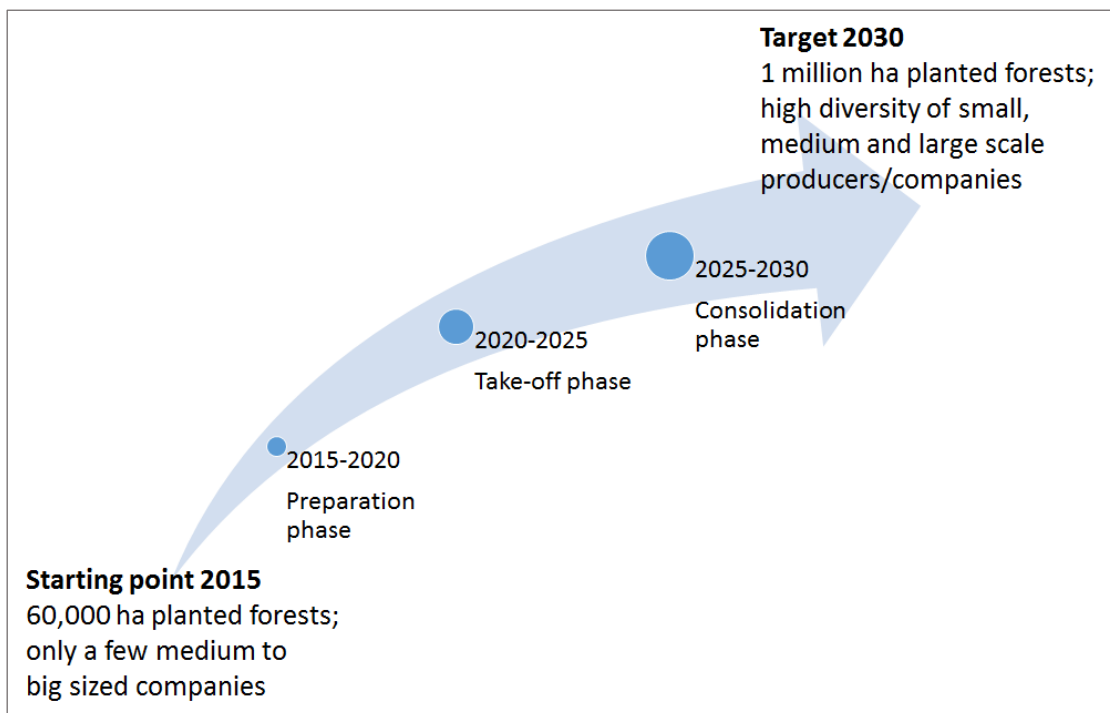 Target 2030
1 million ha planted forests;
high diversity of small,
medium and large scale
producers/companies
2025-2030
Consolidation
phase
2020-2025
Take-off phase
2015-2020
Preparation
phase
Starting point 2015
60,000 ha planted forests;
only a few medium to
big sized companies